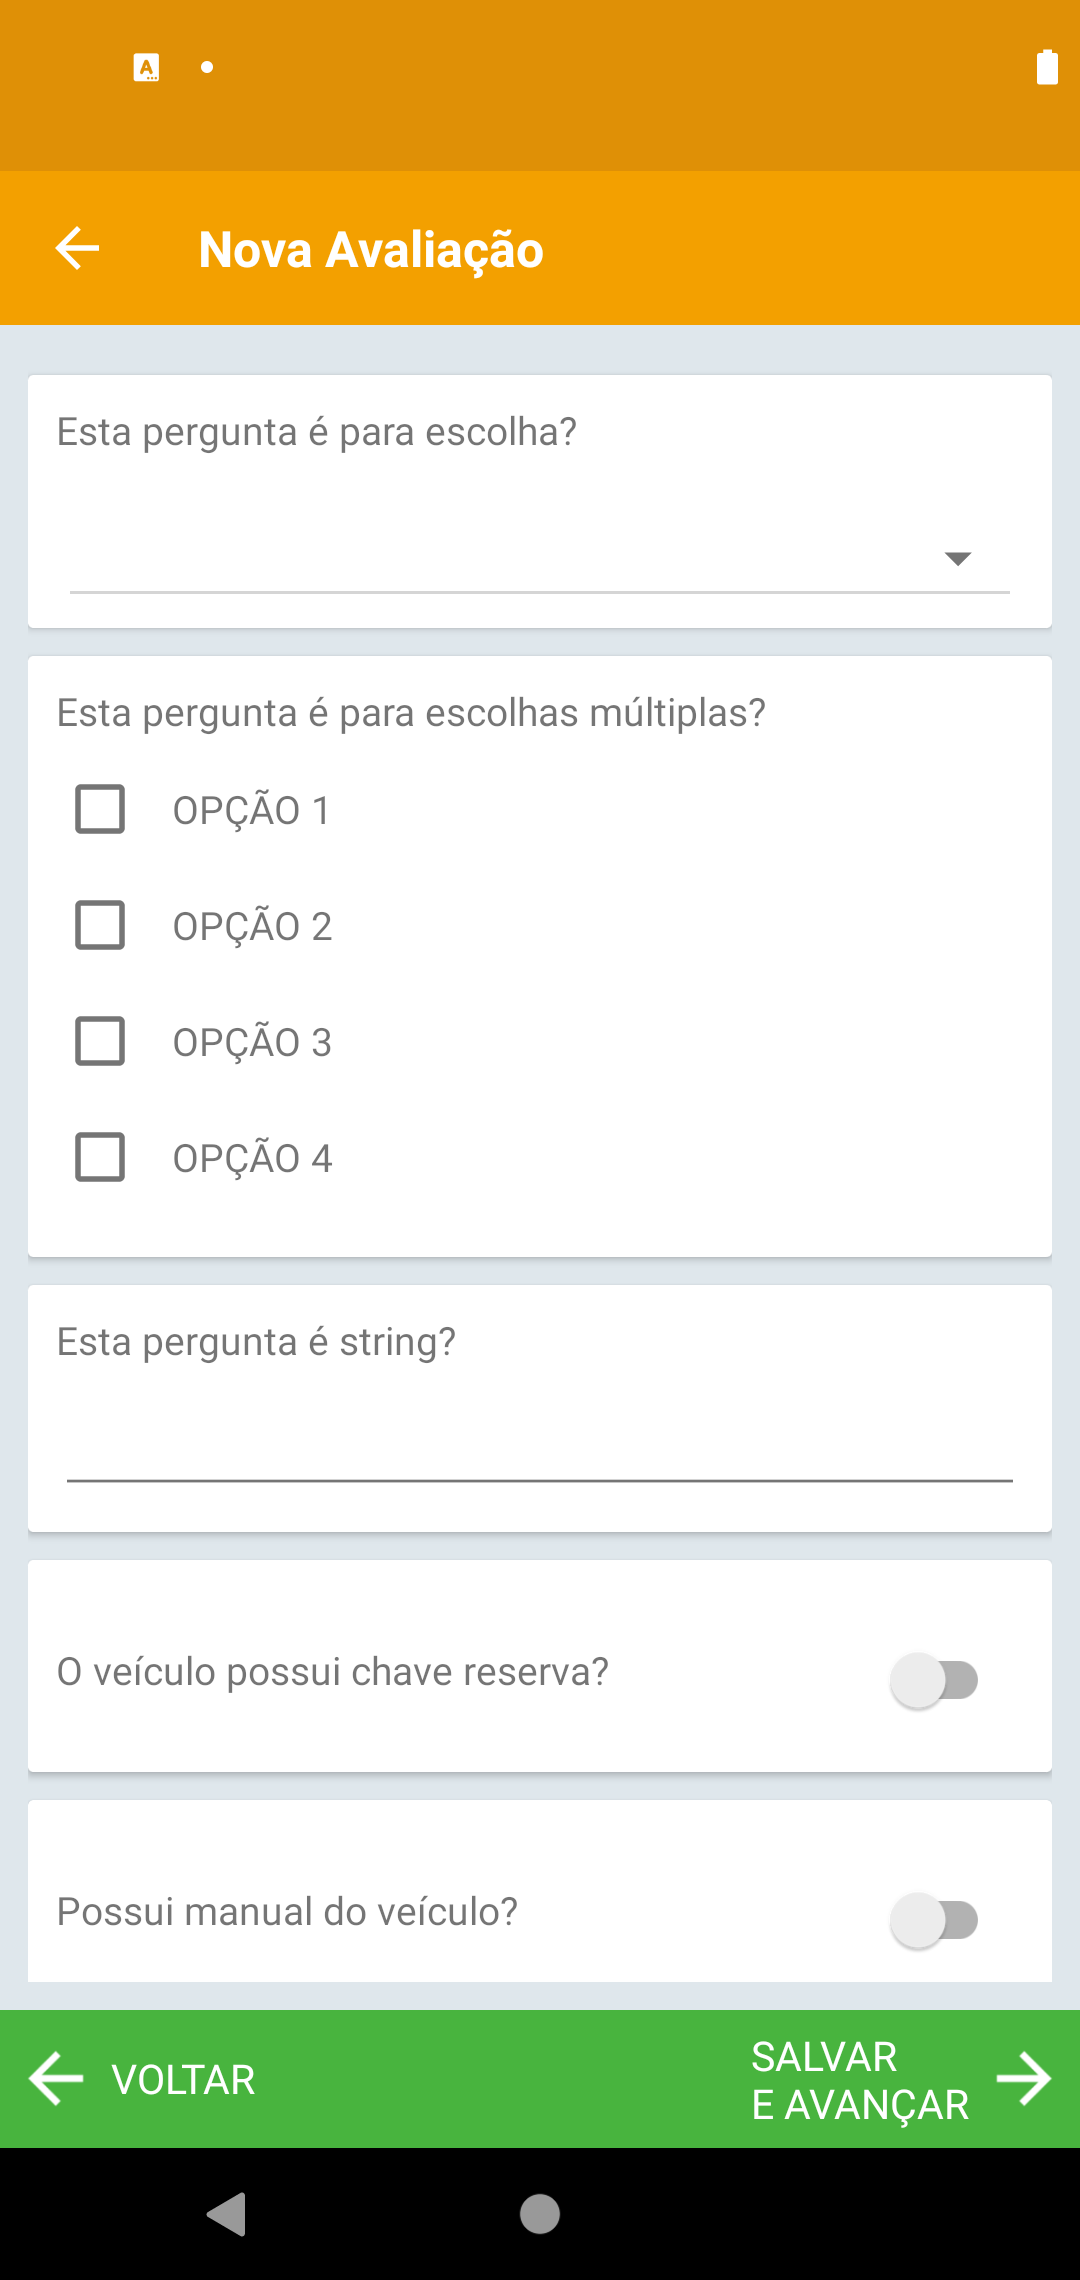 Nova Avaliação
Esta pergunta é para escolha?
Esta pergunta é para escolhas múltiplas?
OPÇÃO 1
OPÇÃO 2
OPÇÃO 3
OPÇÃO 4
Esta pergunta é string?
O veículo possui chave reserva?
Possui manual do veículo?
VOLTAR
SALVAR
E AVANÇAR